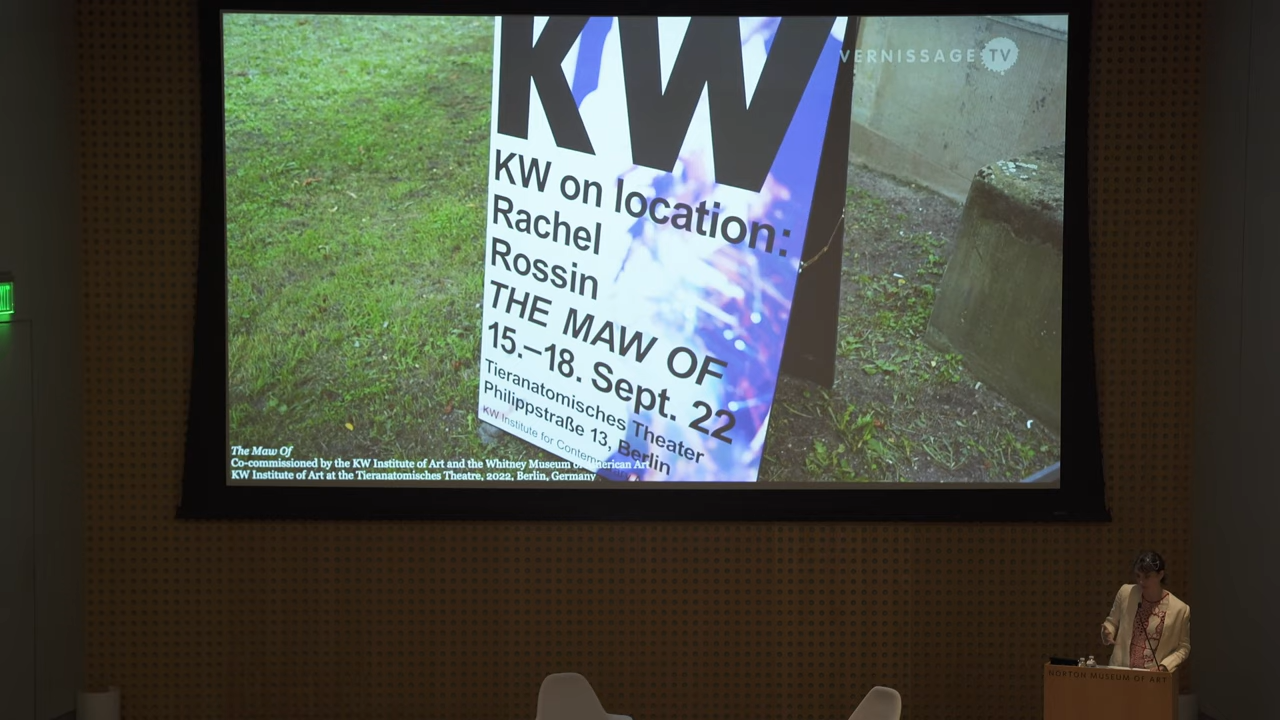 KW
VERNISSAGE TV
KW on location:
Rachel
Rossin
THE MAW OF
15.–18. Sept. 22
Tieranatomisches Theater
Philippstraße 13, Berlin
KW Institute for Contemp
The Maw Of
Co-commissioned by the KW Institute of Art and the Whitney Museum of American Art
KW Institute of Art at the Tieranatomisches Theatre, 2022, Berlin, Germany
NORTON MUSEUM OF ART